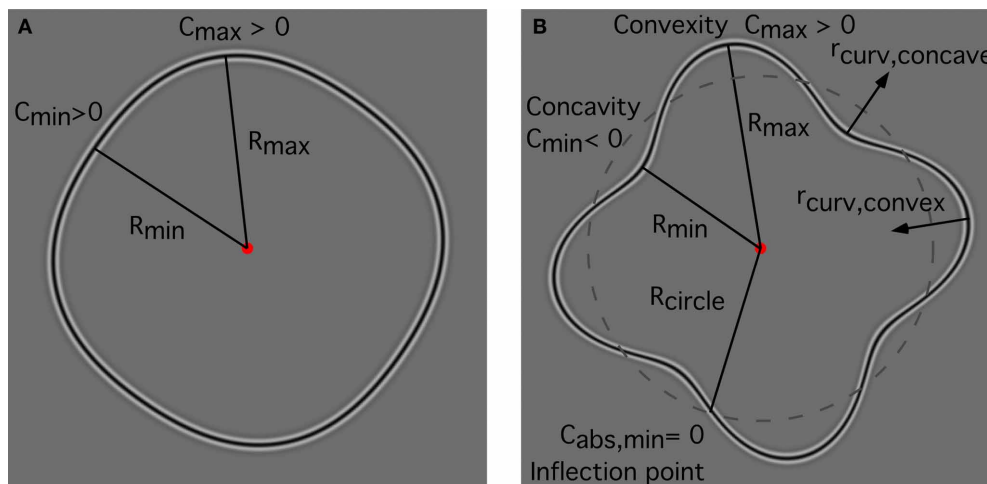 A
Cmax > 0
Cmin>0
Rmax
Rmin
B
Convexity Cmax > 0
rcurv,concave
Concavity
Cmin< 0
Rmax
rcurv,convex
Rmin
Rcircle
Cabs,min= 0
Inflection point